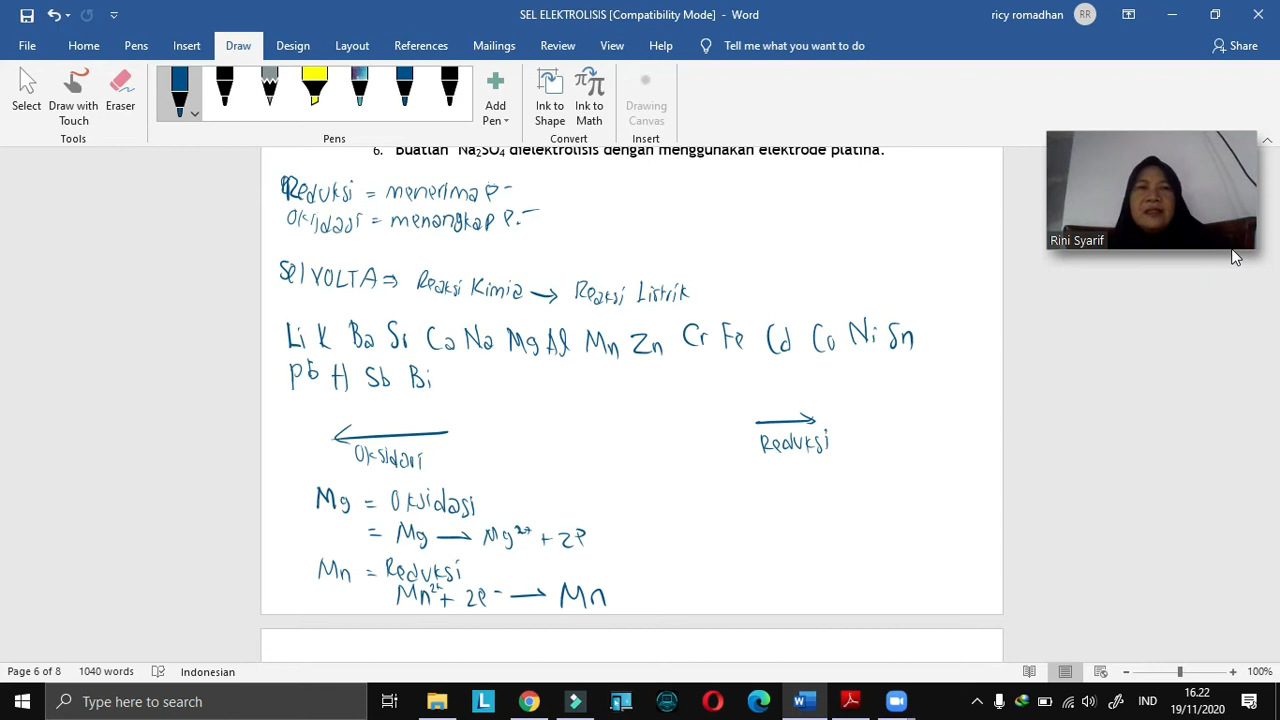 SEL ELEKTROLISIS [Compatibility Mode] - Word
ricy romadhan
RR
File Home Pens Insert Draw Design Layout References Mailings Review View Help Tell me what you want to do
Share
Select
Draw with Touch
Eraser
Add Pen
Ink to Shape
Ink to Math
Drawing Canvas
Tools
Pens
Convert
Insert
6. Buatlah Na₂SO₄ dielektrolisis dengan menggunakan elektrode platina.
Reduksi = menerima e-
Oksidasi = menangkap e.-
Sel VOLTA ⇒ Reaksi Kimia → Reaksi Listrik
Li K Ba Sr Ca Na Mg Al Mn Zn Cr Fe Cd Co Ni Sn
Pb H Sb Bi
←
Oksidasi
→
Reduksi
Mg = Oksidasi
= Mg → Mg²⁺ + 2e
Mn = Reduksi
Mn²⁺ + 2e⁻ → Mn
Rini Syarif
Page 6 of 8 1040 words Indonesian 100%
Type here to search
IND
16.22
19/11/2020